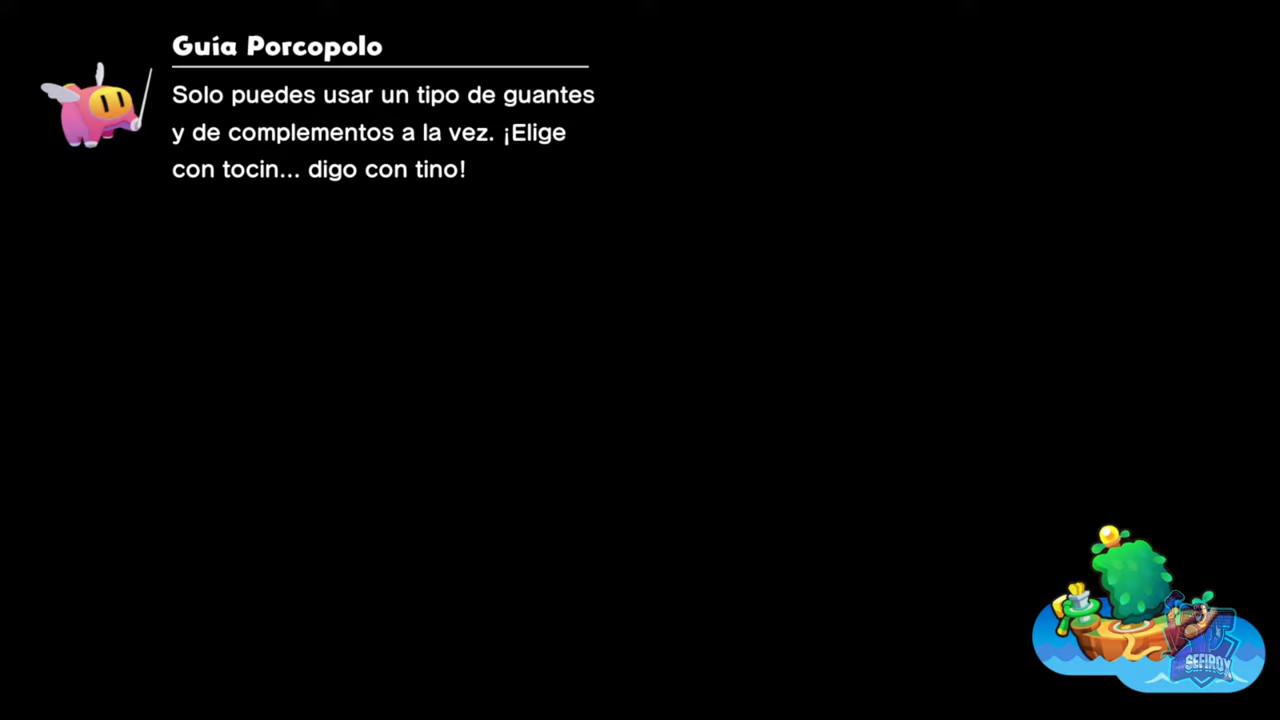 Guía Porcopolo
Solo puedes usar un tipo de guantes
y de complementos a la vez. ¡Elige
con tocin... digo con tino!
SEFIROX